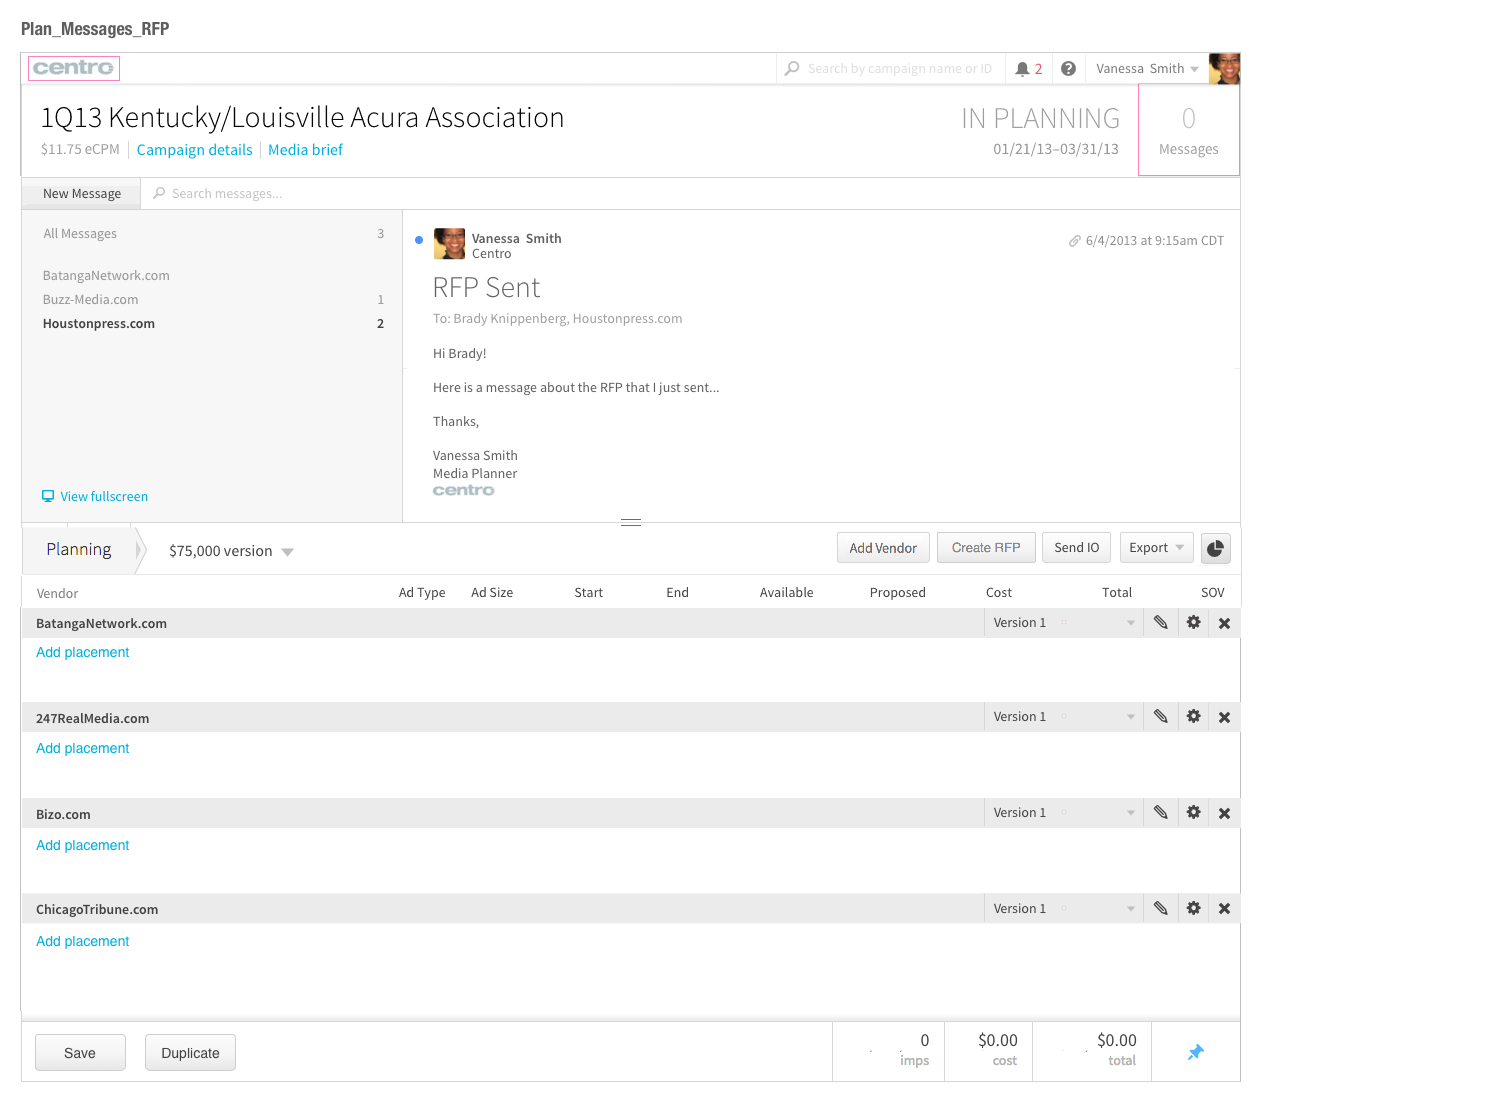 Plan_Messages_RFP
centro
Search by campaign name or ID
2
Vanessa Smith
1Q13 Kentucky/Louisville Acura Association
IN PLANNING
0
$11.75 eCPM
Campaign details
Media brief
01/21/13–03/31/13
Messages
New Message
Search messages...
All Messages 3
BatangaNetwork.com
Buzz-Media.com 1
Houstonpress.com 2
View fullscreen
Vanessa Smith
Centro
6/4/2013 at 9:15am CDT
RFP Sent
To: Brady Knippenberg, Houstonpress.com
Hi Brady!
Here is a message about the RFP that I just sent...
Thanks,
Vanessa Smith
Media Planner
centro
Planning
$75,000 version
Add Vendor
Create RFP
Send IO
Export
Vendor Ad Type Ad Size Start End Available Proposed Cost Total SOV
BatangaNetwork.com Version 1
Add placement
247RealMedia.com Version 1
Add placement
Bizo.com Version 1
Add placement
ChicagoTribune.com Version 1
Add placement
Save
Duplicate
0 $0.00 $0.00
imps cost total